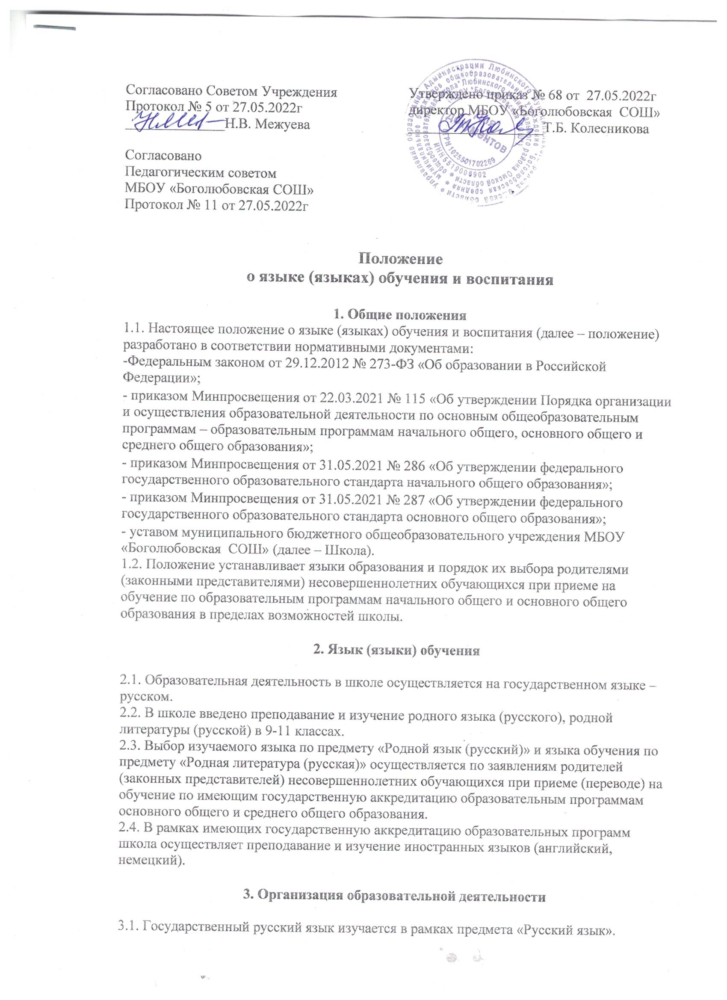 Согласовано Советом Учреждения
Протокол № 5 от 27.05.2022г
Н.В. Межуева
Согласовано
Педагогическим советом
МБОУ «Боголюбовская СОШ»
Протокол № 11 от 27.05.2022г
Утверждено приказ № 68 от 27.05.2022г
директор МБОУ «Боголюбовская СОШ»
Т.Б. Колесникова
Для
документов
ОГРН 1025501702269
ИНН 5519006902
Положение
о языке (языках) обучения и воспитания
1. Общие положения
1.1. Настоящее положение о языке (языках) обучения и воспитания (далее – положение)
разработано в соответствии нормативными документами:
-Федеральным законом от 29.12.2012 № 273-ФЗ «Об образовании в Российской
Федерации»;
- приказом Минпросвещения от 22.03.2021 № 115 «Об утверждении Порядка организации
и осуществления образовательной деятельности по основным общеобразовательным
программам – образовательным программам начального общего, основного общего и
среднего общего образования»;
- приказом Минпросвещения от 31.05.2021 № 286 «Об утверждении федерального
государственного образовательного стандарта начального общего образования»;
- приказом Минпросвещения от 31.05.2021 № 287 «Об утверждении федерального
государственного образовательного стандарта основного общего образования»;
- уставом муниципального бюджетного общеобразовательного учреждения МБОУ
«Боголюбовская СОШ» (далее – Школа).
1.2. Положение устанавливает языки образования и порядок их выбора родителями
(законными представителями) несовершеннолетних обучающихся при приеме на
обучение по образовательным программам начального общего и основного общего
образования в пределах возможностей школы.
2. Язык (языки) обучения
2.1. Образовательная деятельность в школе осуществляется на государственном языке –
русском.
2.2. В школе введено преподавание и изучение родного языка (русского), родной
литературы (русской) в 9-11 классах.
2.3. Выбор изучаемого языка по предмету «Родной язык (русский)» и языка обучения по
предмету «Родная литература (русская)» осуществляется по заявлениям родителей
(законных представителей) несовершеннолетних обучающихся при приеме (переводе) на
обучение по имеющим государственную аккредитацию образовательным программам
основного общего и среднего общего образования.
2.4. В рамках имеющих государственную аккредитацию образовательных программ
школа осуществляет преподавание и изучение иностранных языков (английский,
немецкий).
3. Организация образовательной деятельности
3.1. Государственный русский язык изучается в рамках предмета «Русский язык».